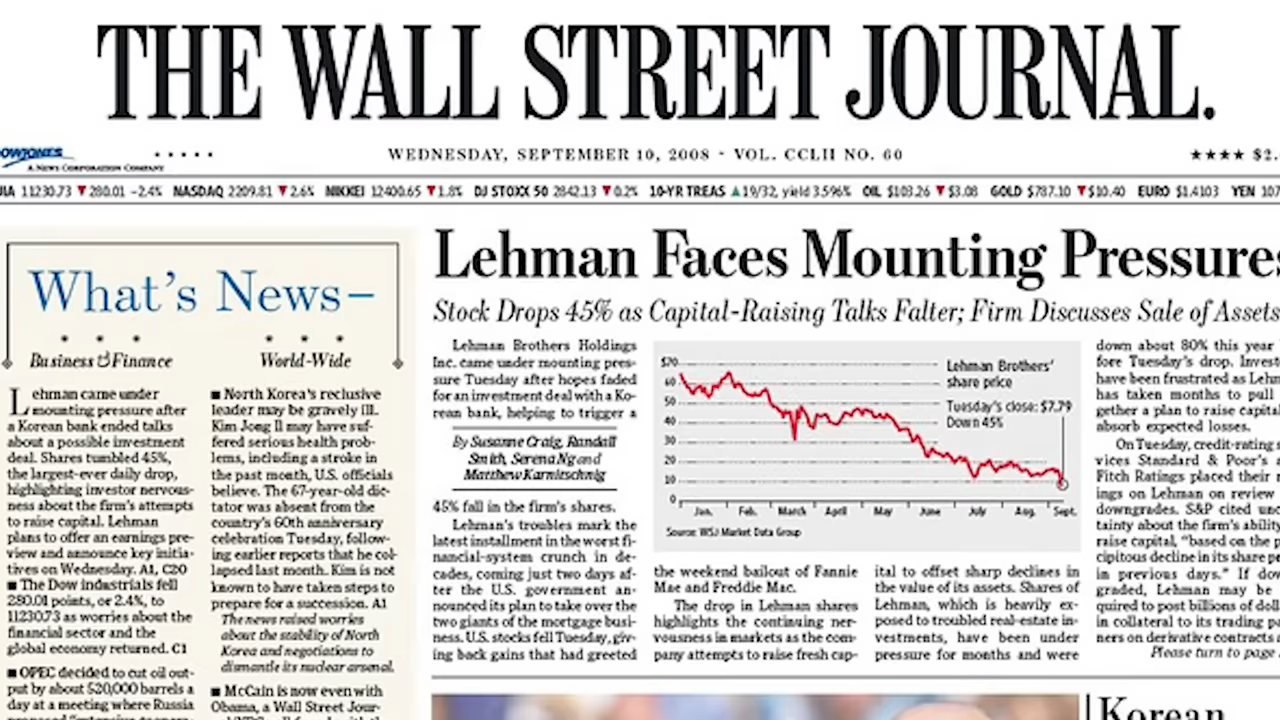 THE WALL STREET JOURNAL.
DOWJONES
A NEWS CORPORATION COMPANY
WEDNESDAY, SEPTEMBER 10, 2008 - VOL. CCLII NO. 60
★★★★ $2.
JIA 11230.73 ▼ 280.01 -2.4% NASDAQ 2209.81 ▼ 2.6% NIKKEI 12400.65 ▼ 1.8% DJ STOXX 50 2842.13 ▼ 0.2% 10-YR TREAS ▲ 19/32, yield 3.596% OIL $103.26 ▼ $3.08 GOLD $787.10 ▼ $10.40 EURO $1.4103 YEN 107
What's News–
Business & Finance
Lehman came under
mounting pressure after
a Korean bank ended talks
about a possible investment
deal. Shares tumbled 45%,
the largest-ever daily drop,
highlighting investor nervous-
ness about the firm's attempts
to raise capital. Lehman
plans to offer an earnings pre-
view and announce key initia-
tives on Wednesday. A1, C20
■ The Dow industrials fell
280.01 points, or 2.4%, to
11230.73 as worries about the
financial sector and the
global economy returned. C1
■ OPEC decided to cut oil out-
put by about 520,000 barrels a
day at a meeting where Russia
World-Wide
■ North Korea's reclusive
leader may be gravely ill.
Kim Jong Il may have suf-
fered serious health prob-
lems, including a stroke in
the past month, U.S. officials
believe. The 67-year-old dic-
tator was absent from the
country's 60th anniversary
celebration Tuesday, follow-
ing earlier reports that he col-
lapsed last month. Kim is not
known to have taken steps to
prepare for a succession. A1
The news raised worries
about the stability of North
Korea and negotiations to
dismantle its nuclear arsenal.
■ McCain is now even with
Obama, a Wall Street Jour-
Lehman Faces Mounting Pressures
Stock Drops 45% as Capital-Raising Talks Falter; Firm Discusses Sale of Assets
Lehman Brothers Holdings
Inc. came under mounting pres-
sure Tuesday after hopes faded
for an investment deal with a Ko-
rean bank, helping to trigger a
By Susanne Craig, Randall
Smith, Serena Ng and
Matthew Karnitschnig
45% fall in the firm's shares.
Lehman's troubles mark the
latest installment in the worst fi-
nancial-system crunch in de-
cades, coming just two days af-
ter the U.S. government an-
nounced its plan to take over the
two giants of the mortgage busi-
ness. U.S. stocks fell Tuesday, giv-
ing back gains that had greeted
Lehman Brothers'
share price
Tuesday's close: $7.79
Down 45%
$70
60
50
40
30
20
10
0
Jan. Feb. March April May June July Aug. Sept.
Source: WSJ Market Data Group
the weekend bailout of Fannie
Mae and Freddie Mac.
The drop in Lehman shares
highlights the continuing ner-
vousness in markets as the com-
pany attempts to raise fresh cap-
ital to offset sharp declines in
the value of its assets. Shares of
Lehman, which is heavily ex-
posed to troubled real-estate in-
vestments, have been under
pressure for months and were
down about 80% this year
fore Tuesday's drop. Invest
have been frustrated as Lehm
has taken months to pull
gether a plan to raise capita
absorb expected losses.
On Tuesday, credit-rating s
vices Standard & Poor's a
Fitch Ratings placed their r
ings on Lehman on review
downgrades. S&P cited unc
tainty about the firm's ability
raise capital, "based on the p
cipitous decline in its share pe
in previous days." If dow
graded, Lehman may be
quired to post billions of doll
in collateral to its trading pa
ners on derivative contracts a
Please turn to page
Korean